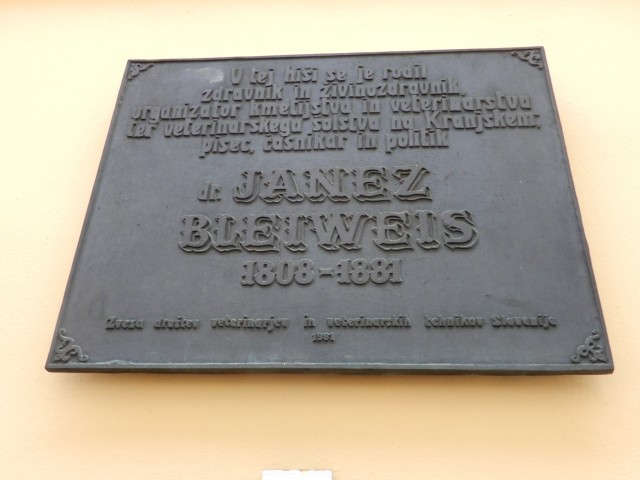 V tej hiši se je rodil
zdravnik in živinozdravnik,
organizator kmetijstva in veterinarstva
ter veterinarskega šolstva na Kranjskem,
pisec, časnikar in politik
dr. JANEZ
BLEIWEIS
1808-1881
Zveza društev veterinarjev in veterinarskih tehnikov Slovenije
1981